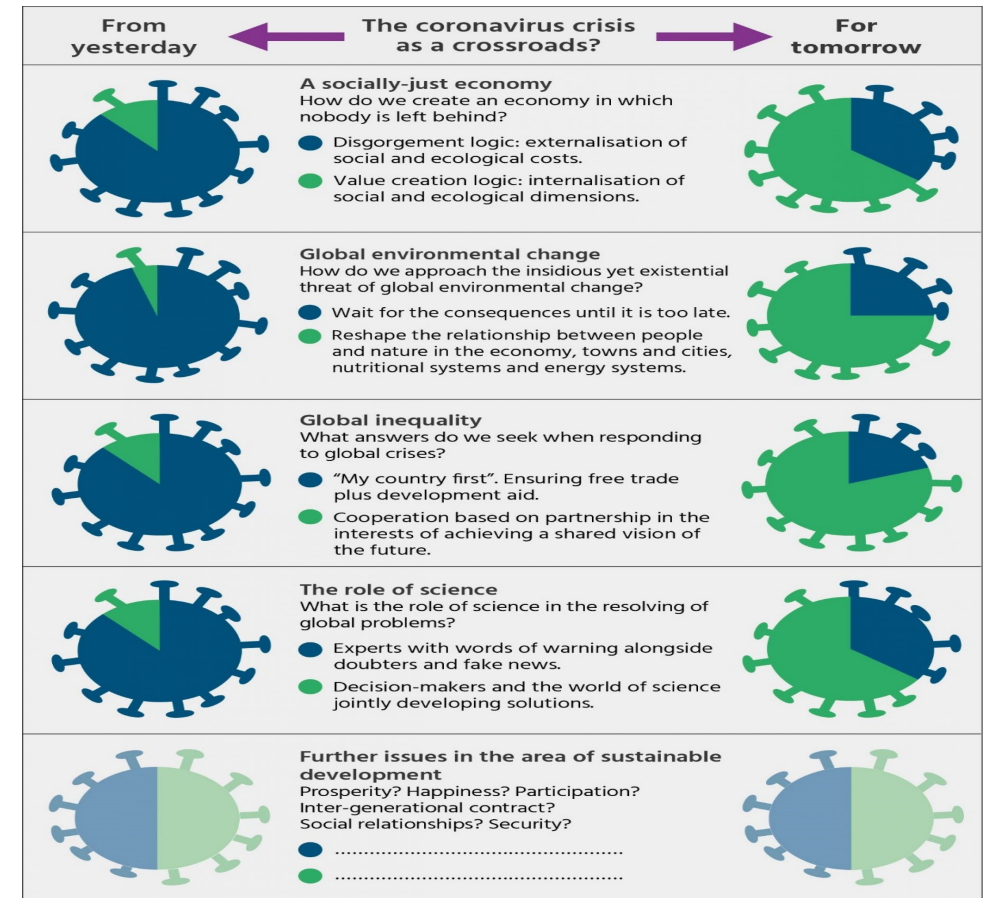 From
yesterday
The coronavirus crisis
as a crossroads?
For
tomorrow
A socially-just economy
How do we create an economy in which
nobody is left behind?
Disgorgement logic: externalisation of
social and ecological costs.
Value creation logic: internalisation of
social and ecological dimensions.
Global environmental change
How do we approach the insidious yet existential
threat of global environmental change?
Wait for the consequences until it is too late.
Reshape the relationship between people
and nature in the economy, towns and cities,
nutritional systems and energy systems.
Global inequality
What answers do we seek when responding
to global crises?
“My country first”. Ensuring free trade
plus development aid.
Cooperation based on partnership in the
interests of achieving a shared vision of
the future.
The role of science
What is the role of science in the resolving of
global problems?
Experts with words of warning alongside
doubters and fake news.
Decision-makers and the world of science
jointly developing solutions.
Further issues in the area of sustainable
development
Prosperity? Happiness? Participation?
Inter-generational contract?
Social relationships? Security?
..................................................
..................................................